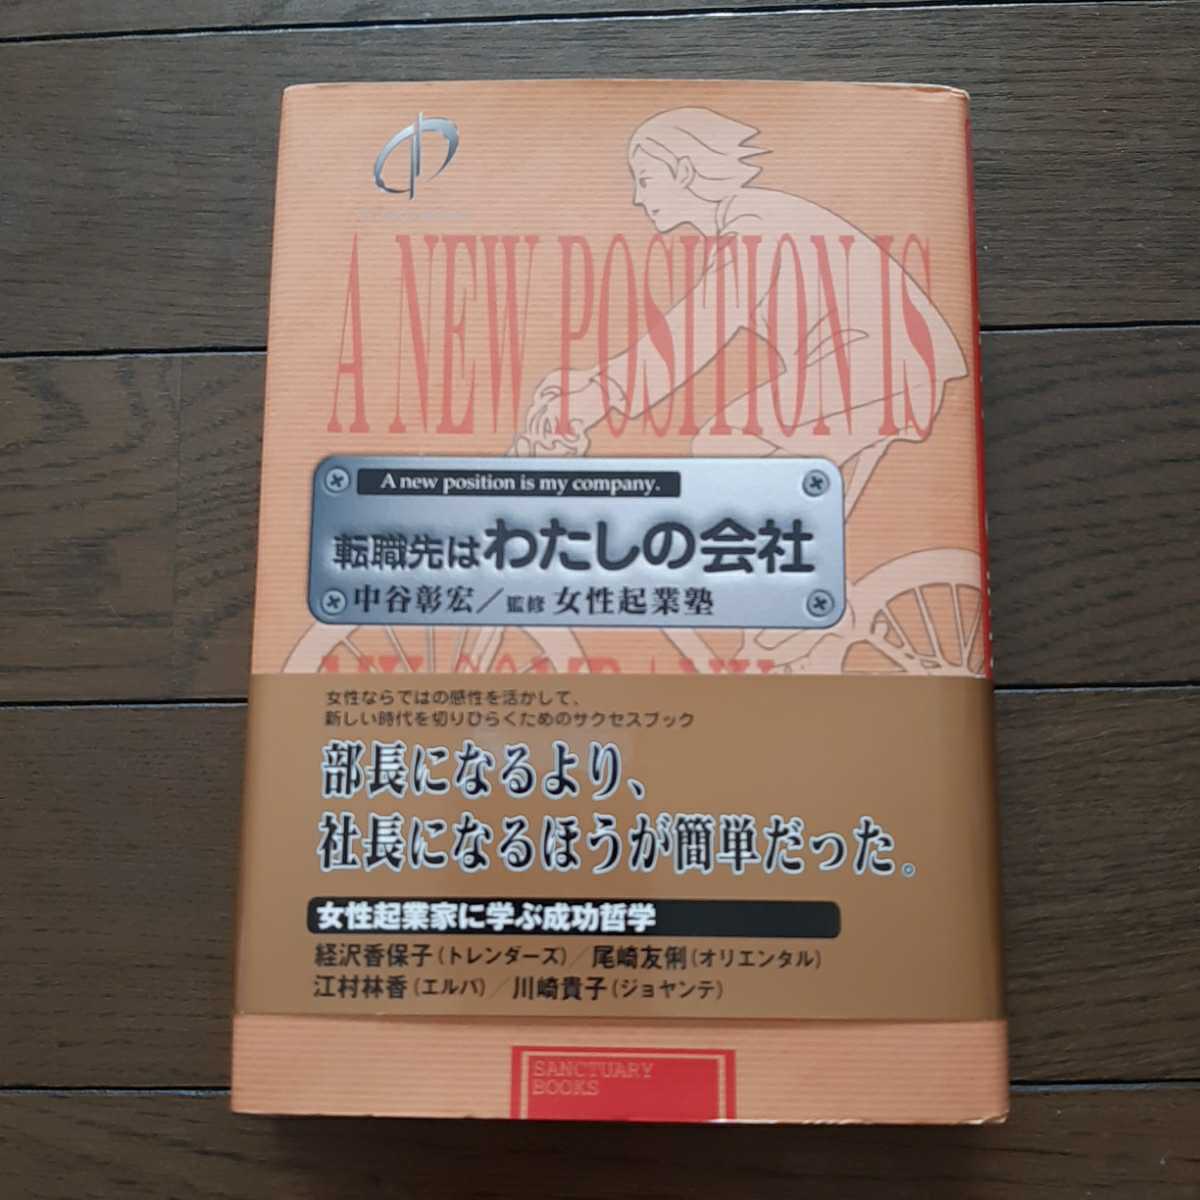 A NEW POSITION IS
A new position is my company.
転職先はわたしの会社
中谷彰宏／監修 女性起業塾
女性ならではの感性を活かして、
新しい時代を切りひらくためのサクセスブック
部長になるより、
社長になるほうが簡単だった。
女性起業家に学ぶ成功哲学
経沢香保子（トレンダーズ）／尾崎友俐（オリエンタル）
江村林香（エルバ）／川崎貴子（ジョヤンテ）
SANCTUARY
BOOKS